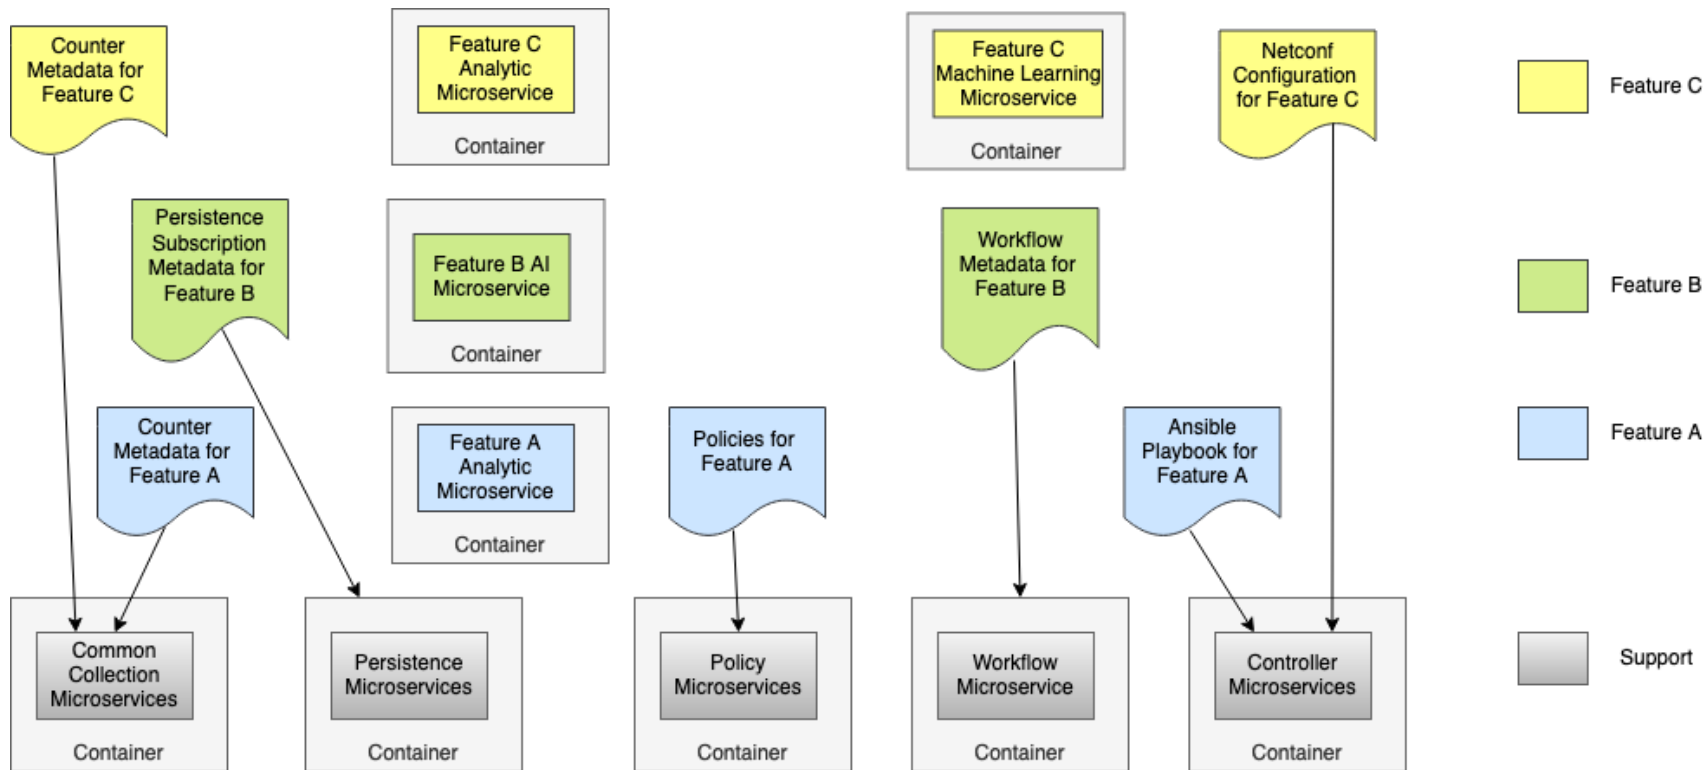 Counter
Metadata for
Feature C
Feature C
Analytic
Microservice
Container
Feature C
Machine Learning
Microservice
Container
Netconf
Configuration
for Feature C
Feature C
Persistence
Subscription
Metadata for
Feature B
Feature B AI
Microservice
Container
Workflow
Metadata for
Feature B
Feature B
Counter
Metadata for
Feature A
Feature A
Analytic
Microservice
Container
Policies for
Feature A
Ansible
Playbook for
Feature A
Feature A
Common
Collection
Microservices
Container
Persistence
Microservices
Container
Policy
Microservices
Container
Workflow
Microservice
Container
Controller
Microservices
Container
Support